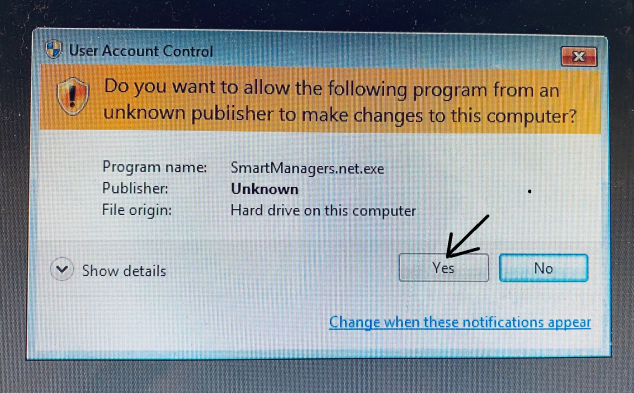 User Account Control
Do you want to allow the following program from an
unknown publisher to make changes to this computer?
Program name: SmartManagers.net.exe
Publisher: Unknown
File origin: Hard drive on this computer
Show details
Yes
No
Change when these notifications appear